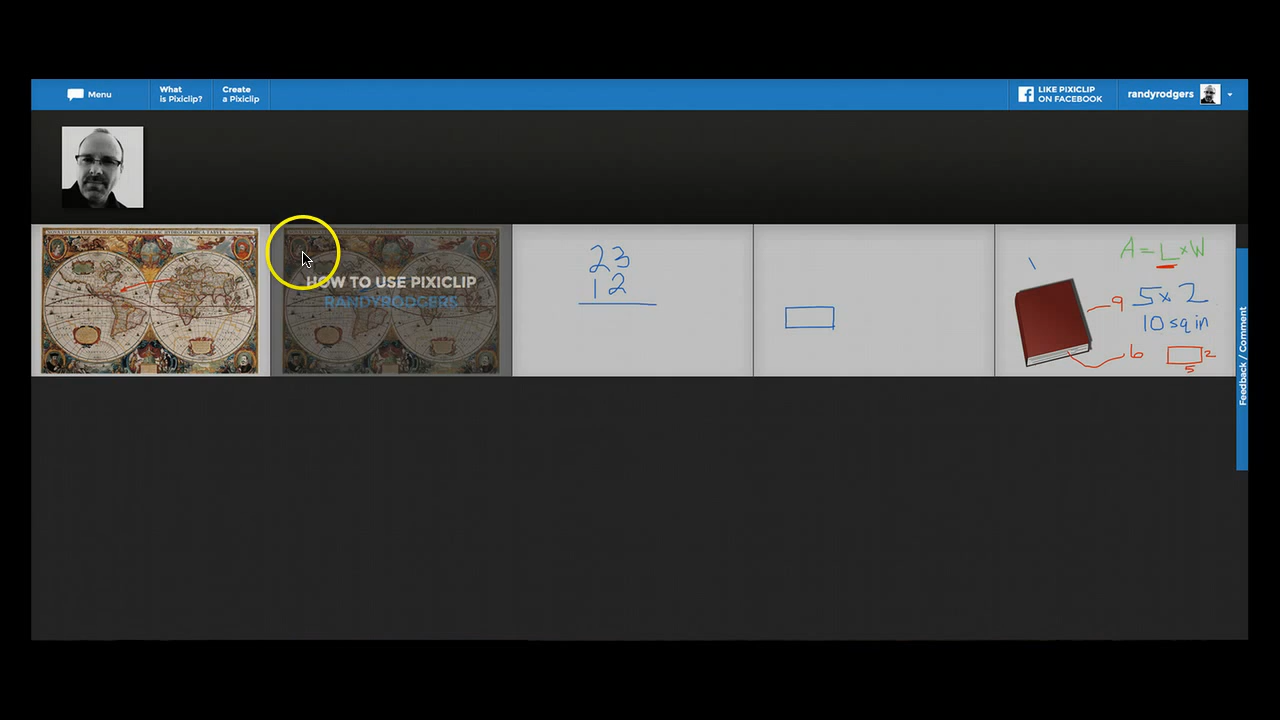 Menu
What
is Pixiclip?
Create
a Pixiclip
LIKE PIXICLIP
ON FACEBOOK
randyrodgers
HOW TO USE PIXICLIP
RANDYRODGERS
23
12
A = L x W
9
5 x 2
10 sq in
6
2
5
Feedback / Comment